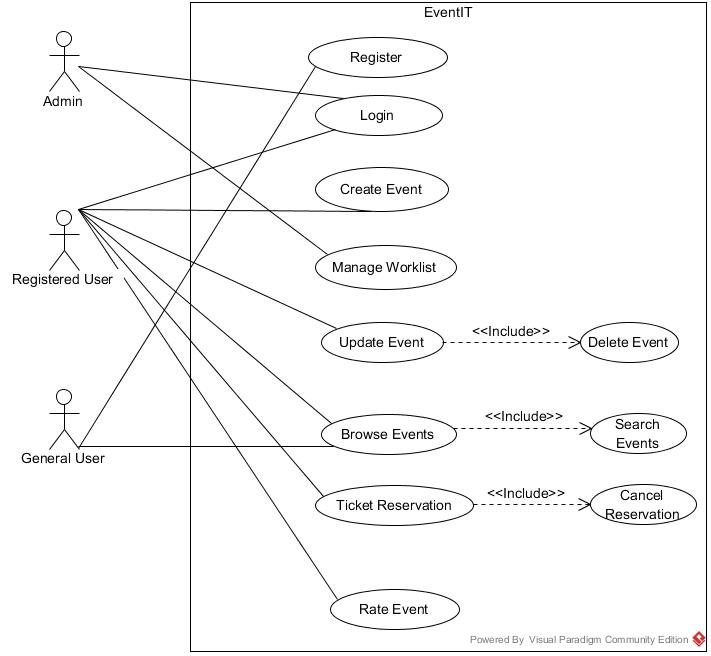 EventIT
Register
Admin
Login
Create Event
Manage Worklist
Registered User
Update Event
<<Include>>
Delete Event
Browse Events
<<Include>>
Search
Events
General User
Ticket Reservation
<<Include>>
Cancel
Reservation
Rate Event
Powered By Visual Paradigm Community Edition